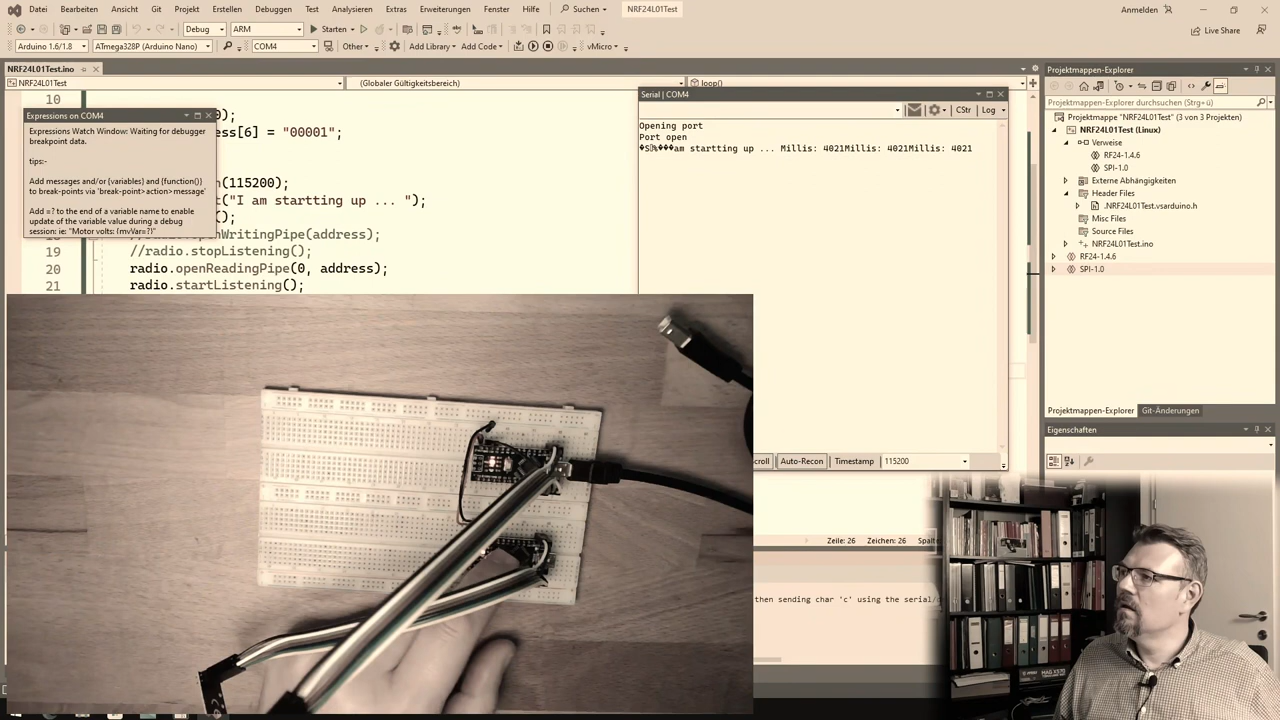 Datei Bearbeiten Ansicht Git Projekt Erstellen Debuggen Test Analysieren Extras Erweiterungen Fenster Hilfe Suchen NRF24L01Test Anmelden
Debug ARM Starten Live Share
Arduino 1.6/1.8 ATmega328P (Arduino Nano) COM4 Other Add Library Add Code vMicro
NRF24L01Test.ino
NRF24L01Test (Globaler Gültigkeitsbereich) loop()
10
Expressions on COM4
Expressions Watch Window: Waiting for debugger
breakpoint data.
tips:-
Add messages and/or {variables} and {function()}
to break-points via 'break-point>action>message'
Add =? to the end of a variable name to enable
update of the variable value during a debug
session: ie: "Motor volts: {mvVar=?}"
[6] = "00001";
(115200);
("I am startting up ... ");
(address);
19 //radio.stopListening();
20 radio.openReadingPipe(0, address);
21 radio.startListening();
Serial | COM4
CStr Log
Opening port
Port open
am startting up ... Millis: 4021Millis: 4021Millis: 4021
Auto-Recon Timestamp 115200
Zeile: 26 Zeichen: 26
then sending char 'c' using the serial/
Projektmappen-Explorer
Projektmappen-Explorer durchsuchen (Strg+ü)
Projektmappe "NRF24L01Test" (3 von 3 Projekten)
NRF24L01Test (Linux)
Verweise
RF24-1.4.6
SPI-1.0
Externe Abhängigkeiten
Header Files
.NRF24L01Test.vsarduino.h
Misc Files
Source Files
NRF24L01Test.ino
RF24-1.4.6
SPI-1.0
Projektmappen-Explorer Git-Änderungen
Eigenschaften